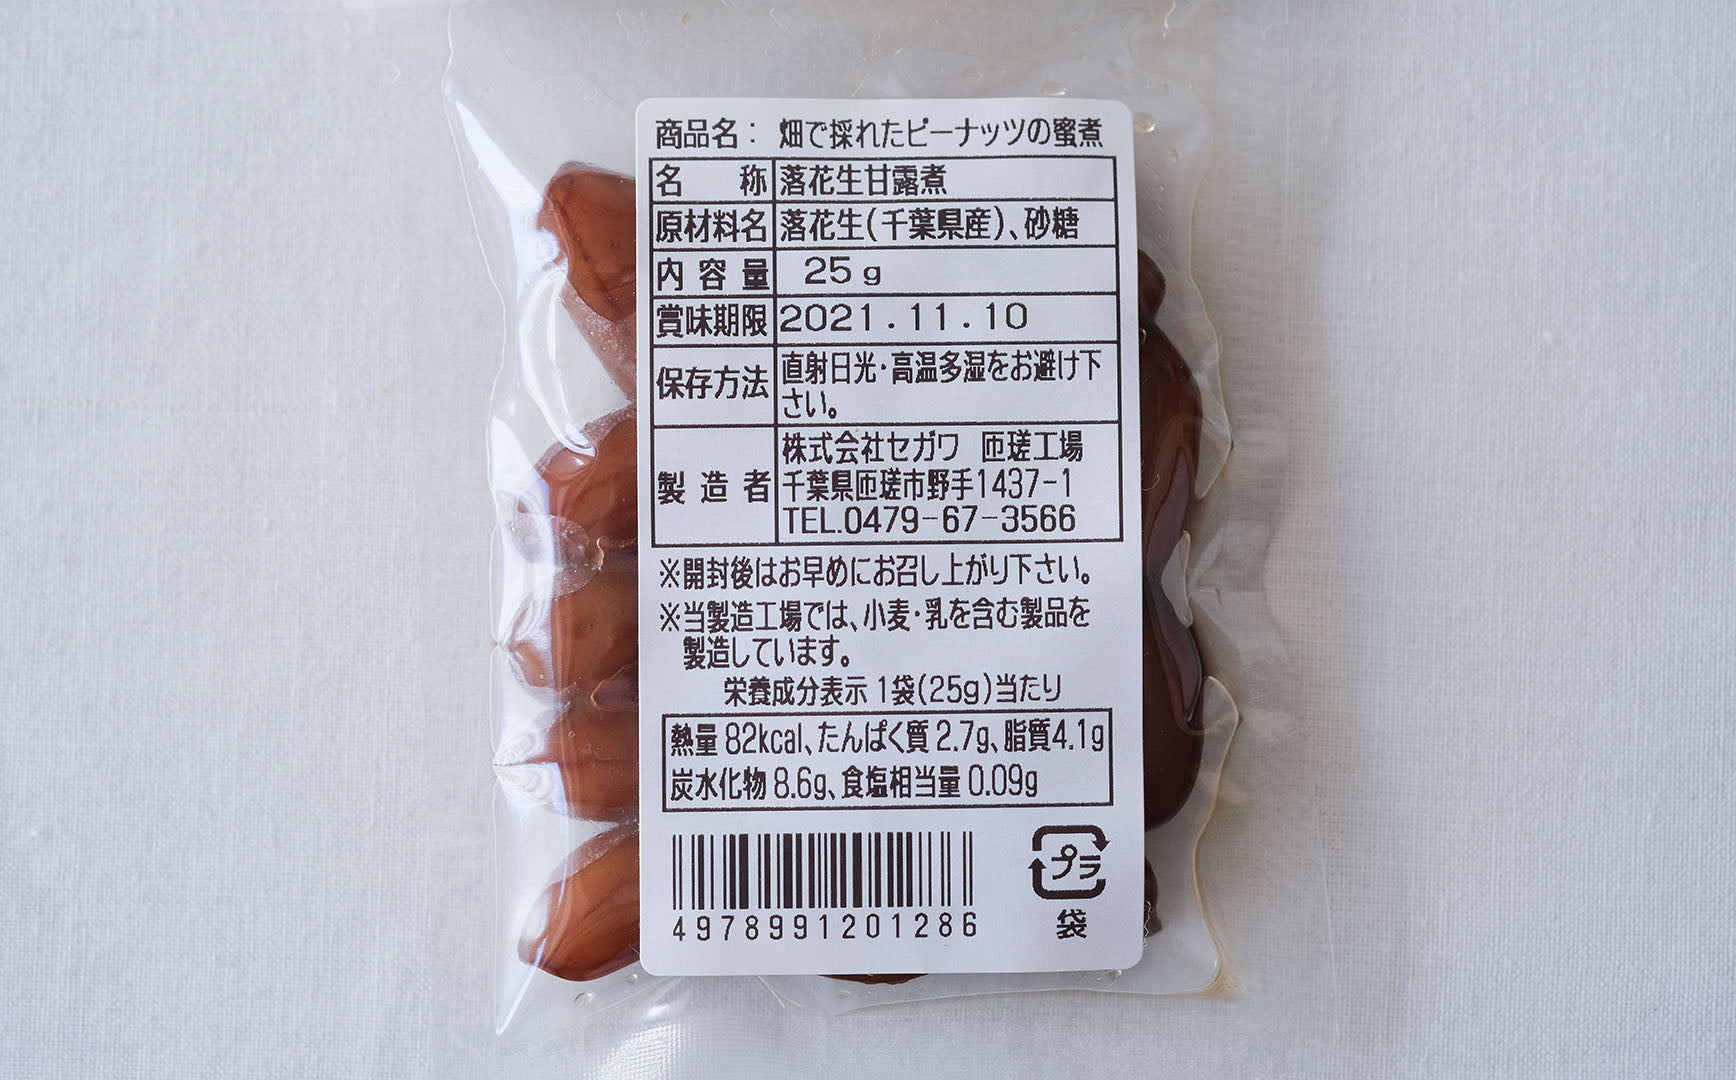 商品名： 畑で採れたピーナッツの蜜煮
名 称 落花生甘露煮
原材料名 落花生(千葉県産)、砂糖
内容量 25g
賞味期限 2021.11.10
保存方法 直射日光・高温多湿をお避け下
さい。
製造者 株式会社セガワ 匝瑳工場
千葉県匝瑳市野手1437-1
TEL.0479-67-3566
※開封後はお早めにお召し上がり下さい。
※当製造工場では、小麦・乳を含む製品を
製造しています。
栄養成分表示 1袋(25g)当たり
熱量 82kcal、たんぱく質 2.7g、脂質4.1g
炭水化物 8.6g、食塩相当量 0.09g
4978991201286
プラ
袋